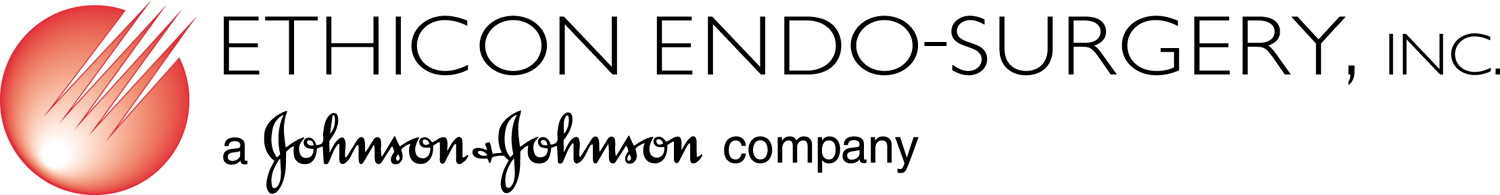 ETHICON ENDO-SURGERY, INC.
a Johnson & Johnson company